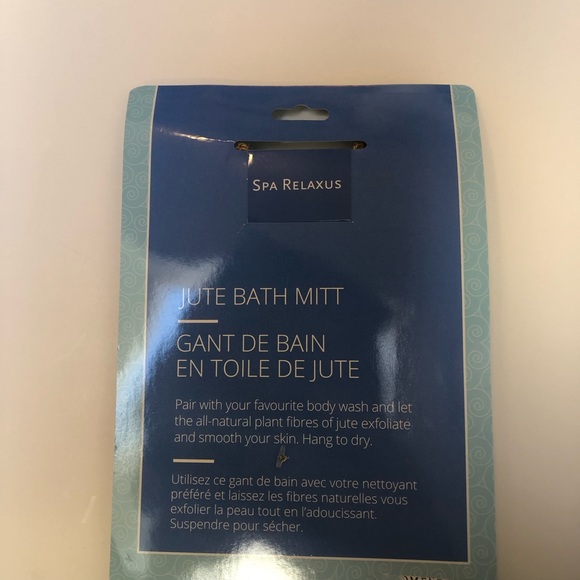 SPA RELAXUS
JUTE BATH MITT
GANT DE BAIN
EN TOILE DE JUTE
Pair with your favourite body wash and let
the all-natural plant fibres of jute exfoliate
and smooth your skin. Hang to dry.
Utilisez ce gant de bain avec votre nettoyant
préféré et laissez les fibres naturelles vous
exfolier la peau tout en l'adoucissant.
Suspendre pour sécher.